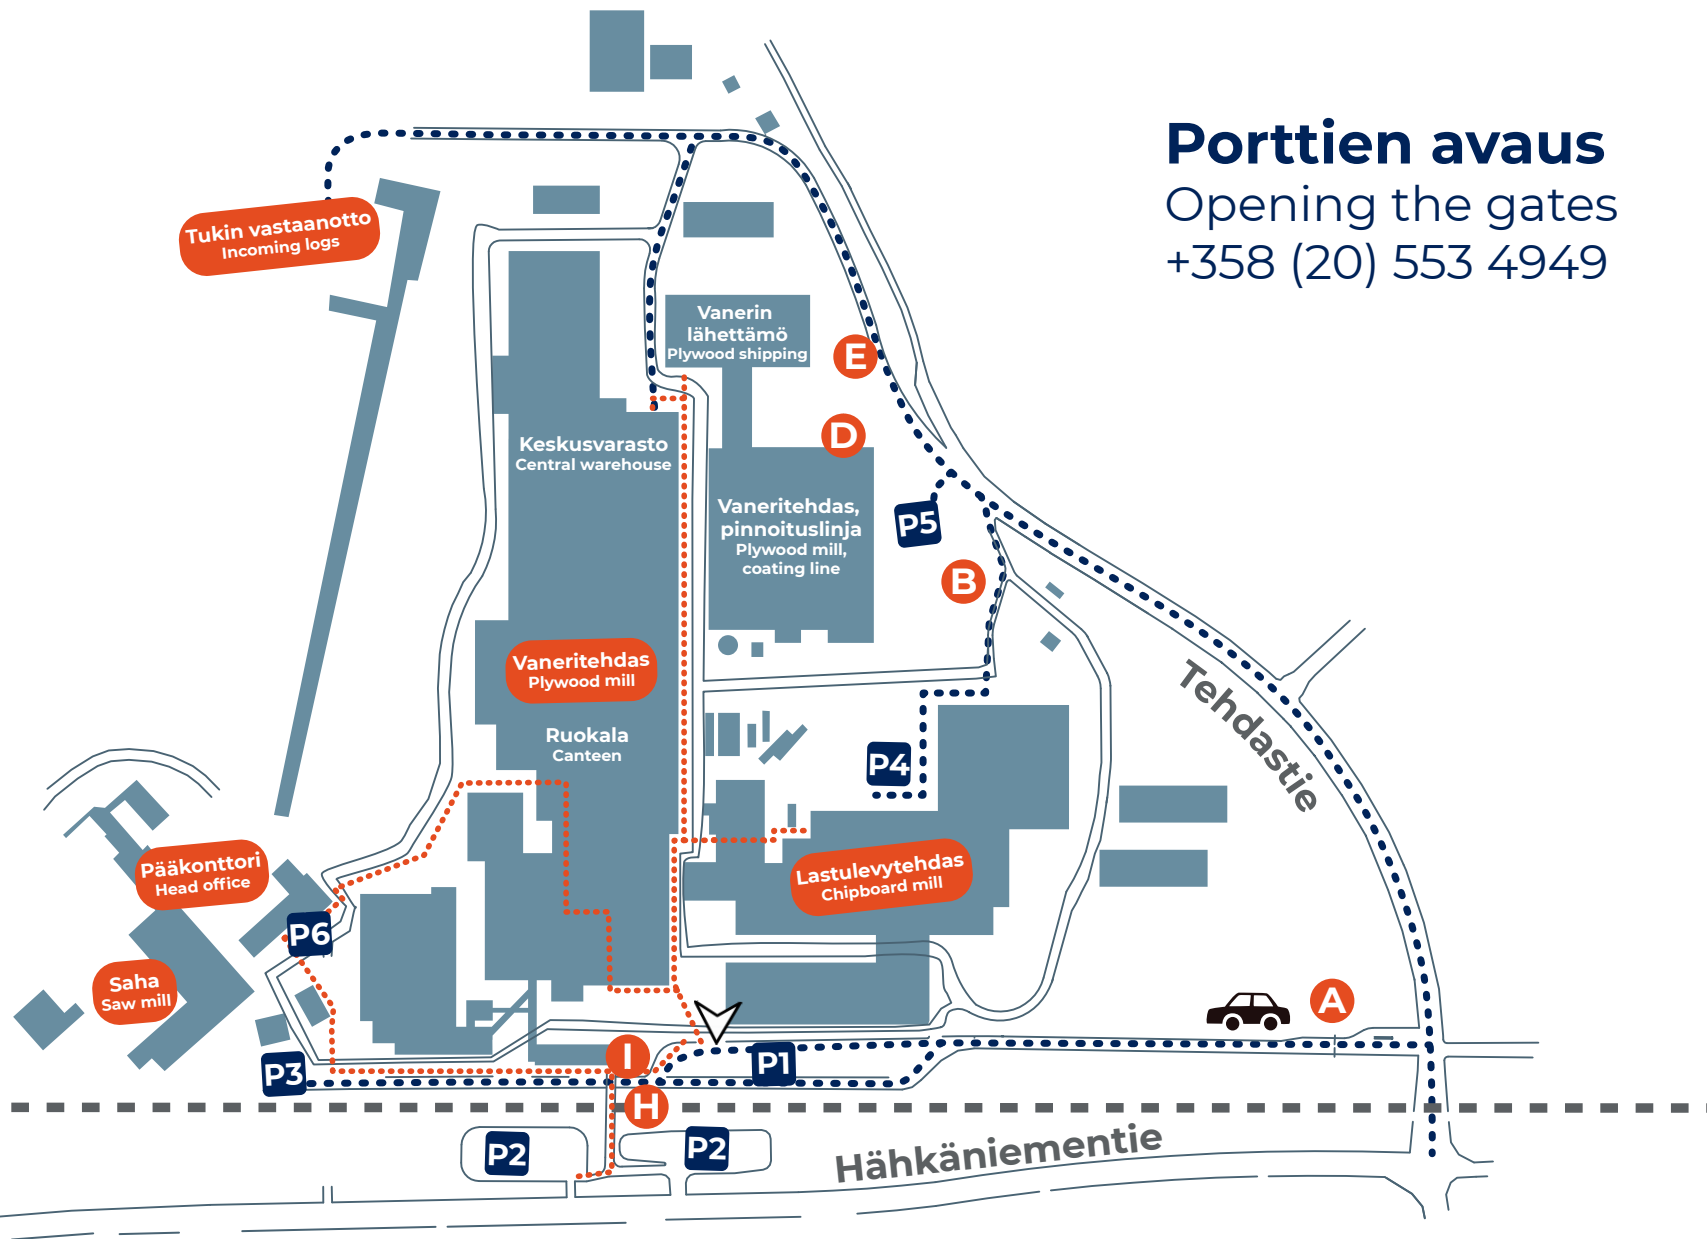 Porttien avaus
Opening the gates
+358 (20) 553 4949
Tukin vastaanotto
Incoming logs
Vanerin
lähettämö
Plywood shipping
E
D
Keskusvarasto
Central warehouse
Vaneritehdas,
pinnoituslinja
Plywood mill,
coating line
P5
B
Vaneritehdas
Plywood mill
Ruokala
Canteen
P4
Tehdastie
Pääkonttori
Head office
Lastulevytehdas
Chipboard mill
P6
Saha
Saw mill
A
I
P1
P3
H
P2
P2
Hähkäniementie